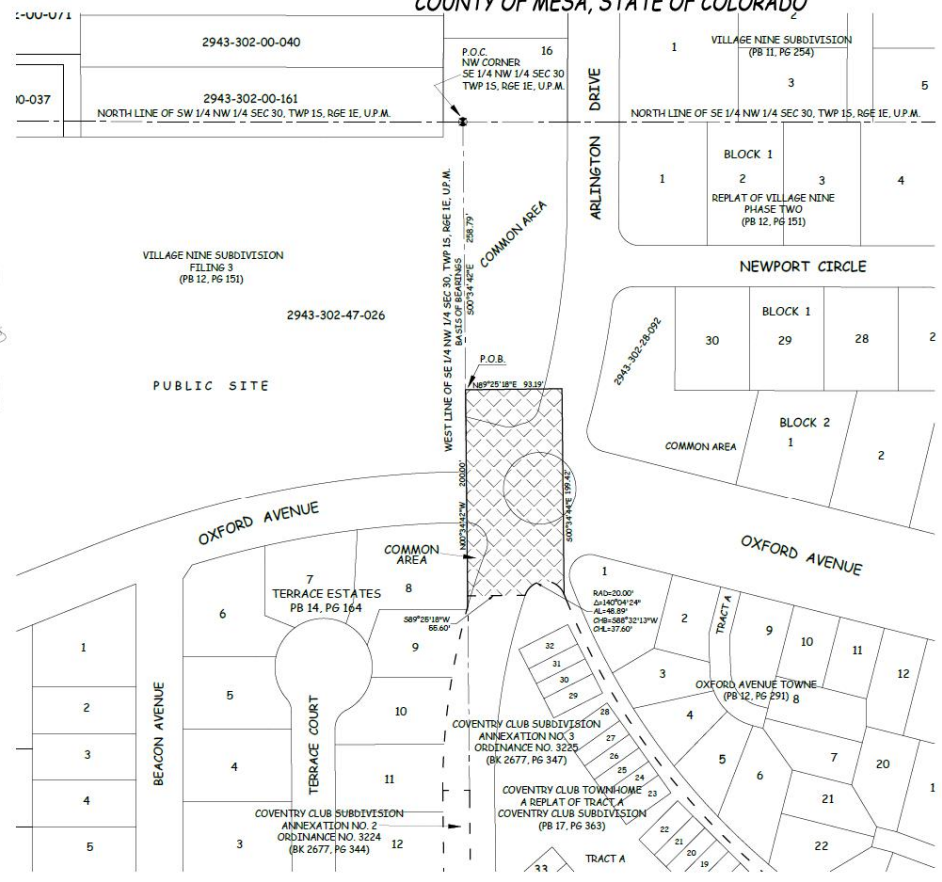 COUNTY OF MESA, STATE OF COLORADO
2943-302-00-040
P.O.C.
NW CORNER
SE 1/4 NW 1/4 SEC 30
TWP 1S, RGE 1E, U.P.M.
16
ARLINGTON DRIVE
1
2
VILLAGE NINE SUBDIVISION
(PB 11, PG 254)
3
5
00-037
2943-302-00-161
NORTH LINE OF SW 1/4 NW 1/4 SEC 30, TWP 1S, RGE 1E, U.P.M.
NORTH LINE OF SE 1/4 NW 1/4 SEC 30, TWP 1S, RGE 1E, U.P.M.
BLOCK 1
1
2
3
4
REPLAT OF VILLAGE NINE
PHASE TWO
(PB 12, PG 151)
WEST LINE OF SE 1/4 NW 1/4 SEC 30, TWP 1S, RGE 1E, U.P.M.
BASIS OF BEARINGS
S00°34'42"E 258.79'
COMMON AREA
VILLAGE NINE SUBDIVISION
FILING 3
(PB 12, PG 151)
2943-302-47-026
PUBLIC SITE
NEWPORT CIRCLE
BLOCK 1
30
29
28
2
2943-302-28-092
P.O.B.
N89°25'18"E 93.19'
BLOCK 2
1
2
COMMON AREA
N00°34'42"W 200.00'
S00°34'44"E 199.42'
OXFORD AVENUE
OXFORD AVENUE
COMMON
AREA
7
TERRACE ESTATES
PB 14, PG 164
8
6
S89°25'18"W
55.60'
RAD=20.00'
Δ=140°04'24"
AL=48.89'
CHB=S88°32'13"W
CHL=37.60'
1
2
TRACT A
9
10
11
12
3
OXFORD AVENUE TOWNE
(PB 12, PG 291)
8
4
5
6
7
20
1
21
22
1
2
3
4
5
BEACON AVENUE
5
4
3
TERRACE COURT
9
10
11
12
32
31
30
29
28
27
26
25
24
23
COVENTRY CLUB SUBDIVISION
ANNEXATION NO. 3
ORDINANCE NO. 3225
(BK 2677, PG 347)
COVENTRY CLUB TOWNHOME
A REPLAT OF TRACT A
COVENTRY CLUB SUBDIVISION
(PB 17, PG 363)
COVENTRY CLUB SUBDIVISION
ANNEXATION NO. 2
ORDINANCE NO. 3224
(BK 2677, PG 344)
22
21
20
19
33
TRACT A